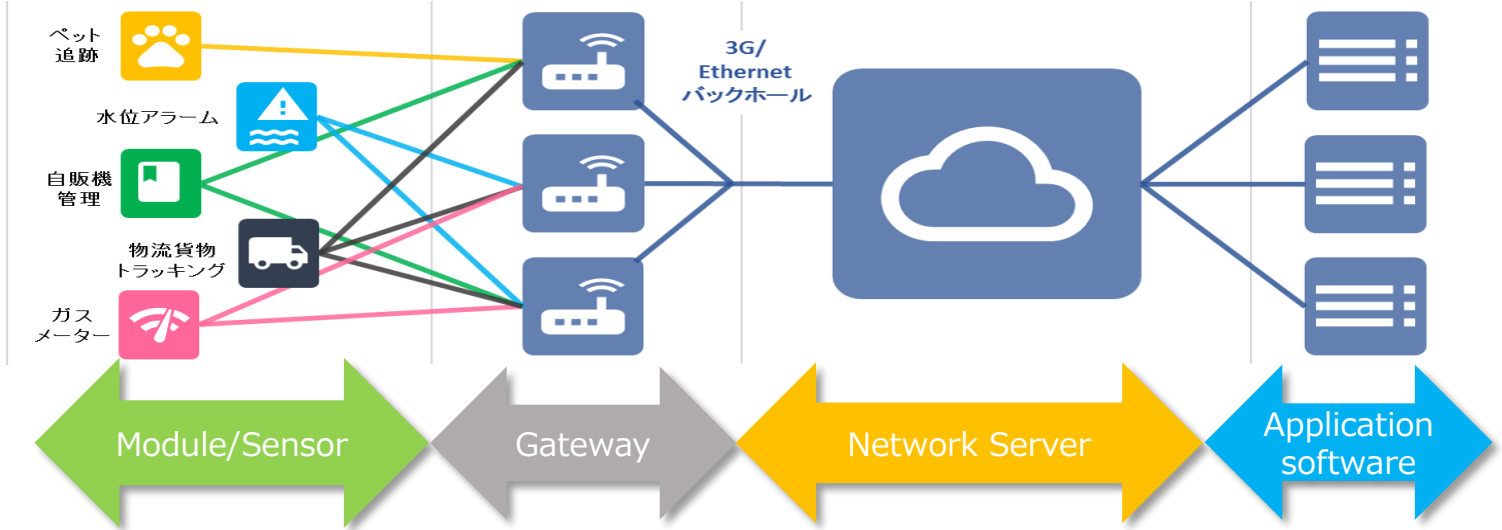 ペット
追跡
水位アラーム
自販機
管理
物流貨物
トラッキング
ガス
メーター
3G/
Ethernet
バックホール
Module/Sensor
Gateway
Network Server
Application
software